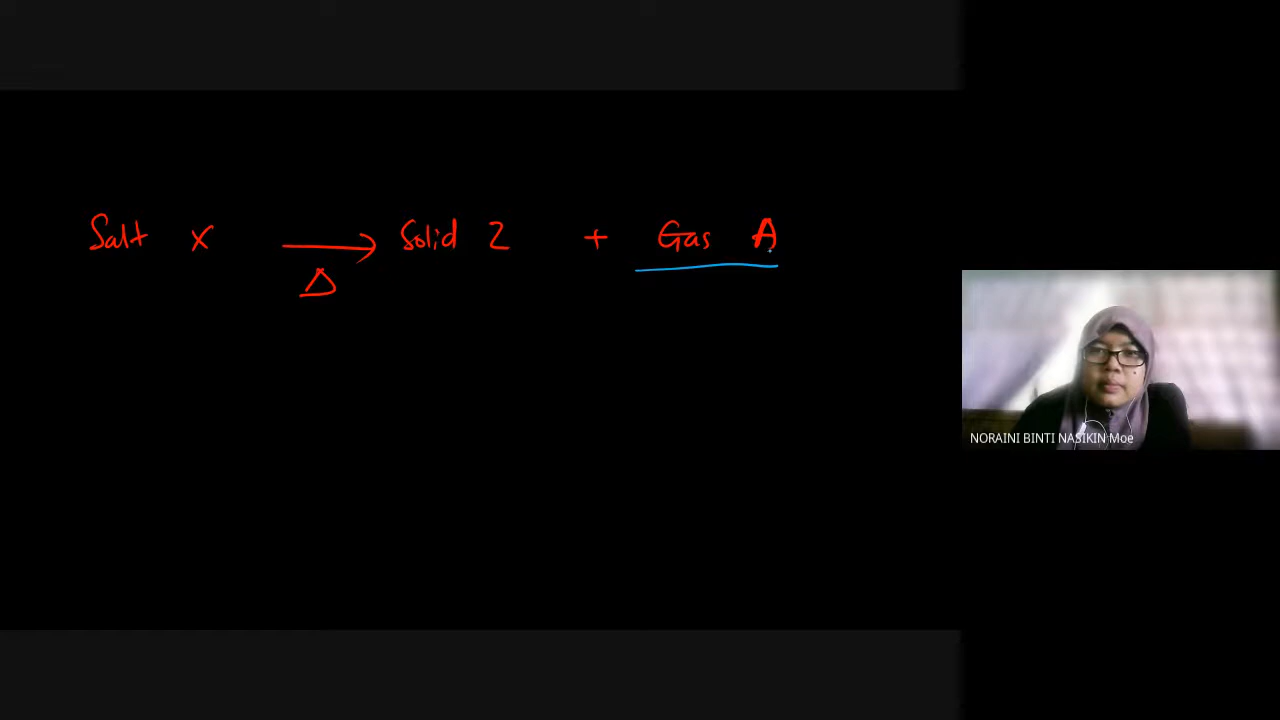 Salt X → Solid Z + Gas A
Δ
NORAINI BINTI NASIKIN Moe